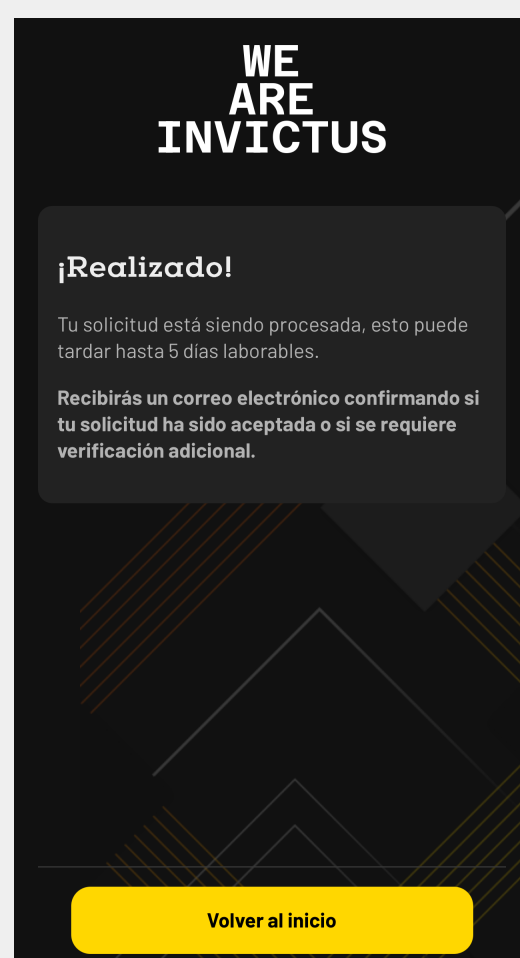 WE
ARE
INVICTUS
¡Realizado!
Tu solicitud está siendo procesada, esto puede
tardar hasta 5 días laborables.
Recibirás un correo electrónico confirmando si
tu solicitud ha sido aceptada o si se requiere
verificación adicional.
Volver al inicio